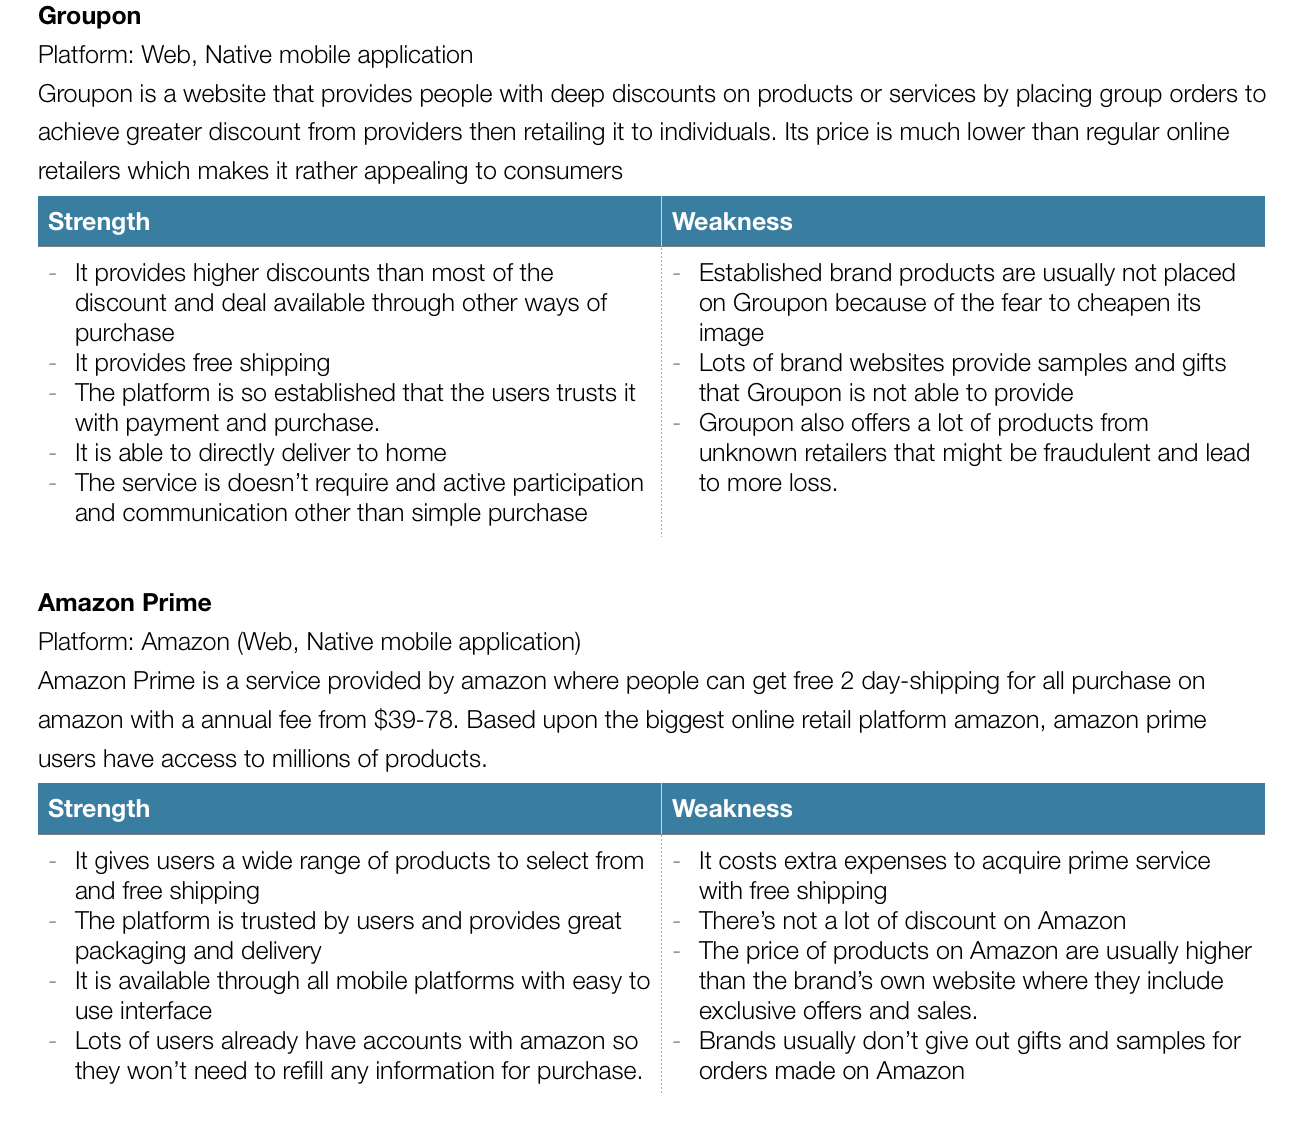 Groupon
Platform: Web, Native mobile application
Groupon is a website that provides people with deep discounts on products or services by placing group orders to
achieve greater discount from providers then retailing it to individuals. Its price is much lower than regular online
retailers which makes it rather appealing to consumers
Strength
- It provides higher discounts than most of the
discount and deal available through other ways of
purchase
- It provides free shipping
- The platform is so established that the users trusts it
with payment and purchase.
- It is able to directly deliver to home
- The service is doesn’t require and active participation
and communication other than simple purchase
Weakness
- Established brand products are usually not placed
on Groupon because of the fear to cheapen its
image
- Lots of brand websites provide samples and gifts
that Groupon is not able to provide
- Groupon also offers a lot of products from
unknown retailers that might be fraudulent and lead
to more loss.
Amazon Prime
Platform: Amazon (Web, Native mobile application)
Amazon Prime is a service provided by amazon where people can get free 2 day-shipping for all purchase on
amazon with a annual fee from $39-78. Based upon the biggest online retail platform amazon, amazon prime
users have access to millions of products.
Strength
- It gives users a wide range of products to select from
and free shipping
- The platform is trusted by users and provides great
packaging and delivery
- It is available through all mobile platforms with easy to
use interface
- Lots of users already have accounts with amazon so
they won’t need to refill any information for purchase.
Weakness
- It costs extra expenses to acquire prime service
with free shipping
- There’s not a lot of discount on Amazon
- The price of products on Amazon are usually higher
than the brand’s own website where they include
exclusive offers and sales.
- Brands usually don’t give out gifts and samples for
orders made on Amazon